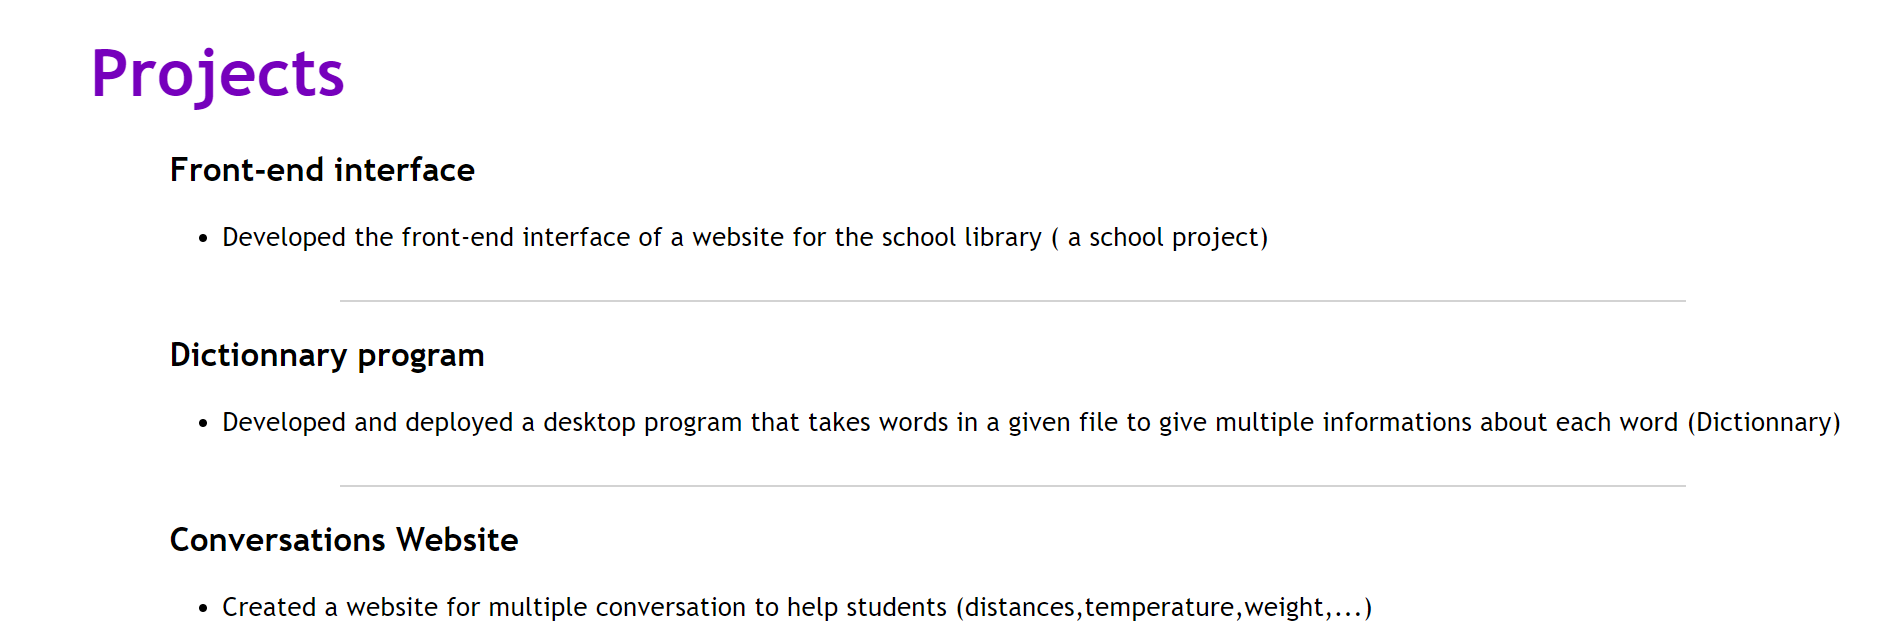 Projects
Front-end interface
• Developed the front-end interface of a website for the school library ( a school project)
Dictionnary program
• Developed and deployed a desktop program that takes words in a given file to give multiple informations about each word (Dictionnary)
Conversations Website
• Created a website for multiple conversation to help students (distances,temperature,weight,...)